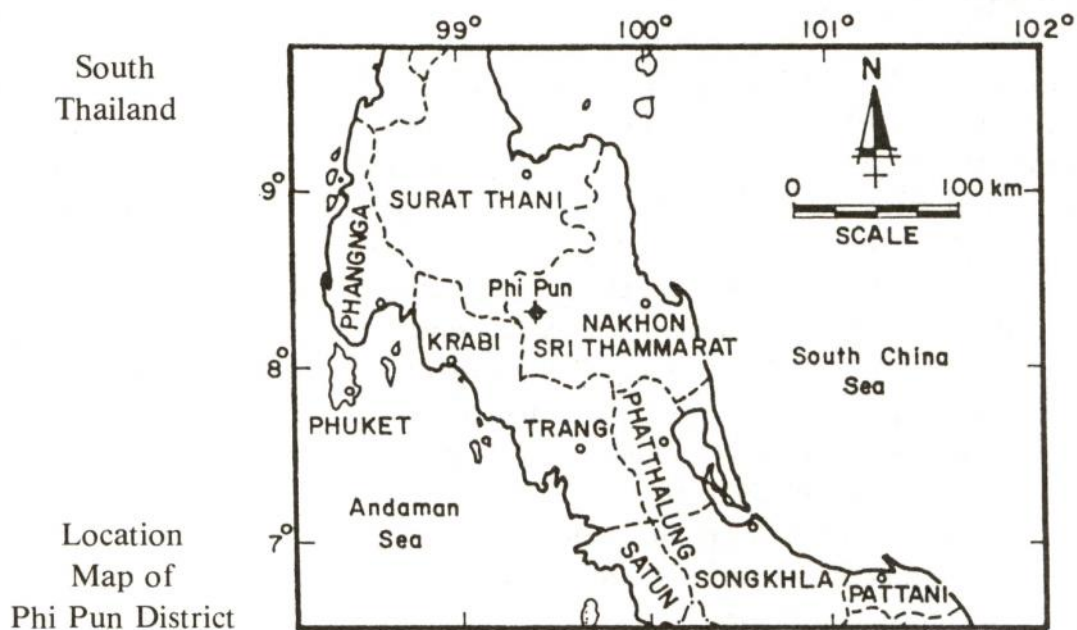 South
Thailand
99° 100° 101° 102°
N
0 100 km
SCALE
9°
SURAT THANI
PHANGNGA
Phi Pun
NAKHON
SRI THAMMARAT
KRABI
South China
Sea
8°
PHUKET
TRANG
PHATTHALUNG
Andaman
Sea
7°
SATUN
SONGKHLA
PATTANI
Location
Map of
Phi Pun District